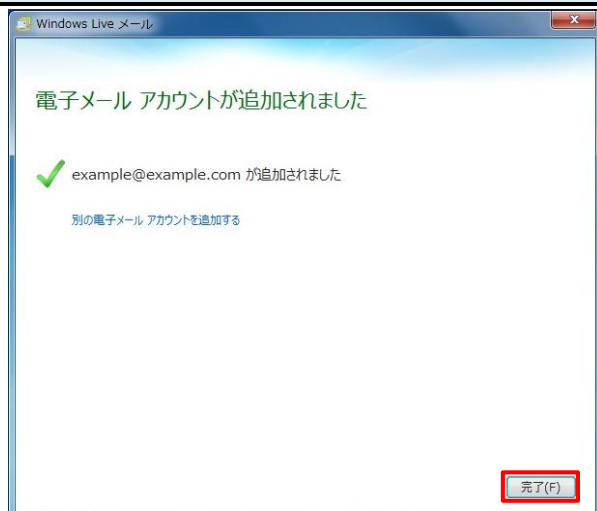 Windows Live メール
電子メール アカウントが追加されました
example@example.com が追加されました
別の電子メール アカウントを追加する
完了(F)